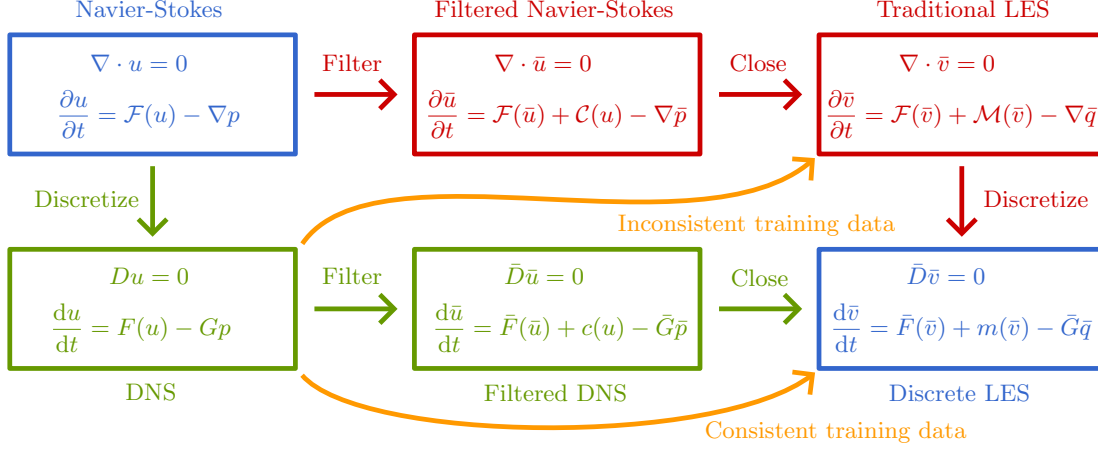 Navier-Stokes
Filtered Navier-Stokes
Traditional LES
∇ · u = 0
∂u/∂t = ℱ(u) − ∇p
Filter
∇ · ū = 0
∂ū/∂t = ℱ(ū) + 𝒞(u) − ∇p̄
Close
∇ · v̄ = 0
∂v̄/∂t = ℱ(v̄) + ℳ(v̄) − ∇q̄
Discretize
Inconsistent training data
Discretize
Du = 0
du/dt = F(u) − Gp
Filter
D̄ū = 0
dū/dt = F̄(ū) + c(u) − Ḡp̄
Close
D̄v̄ = 0
dv̄/dt = F̄(v̄) + m(v̄) − Ḡq̄
DNS
Filtered DNS
Discrete LES
Consistent training data